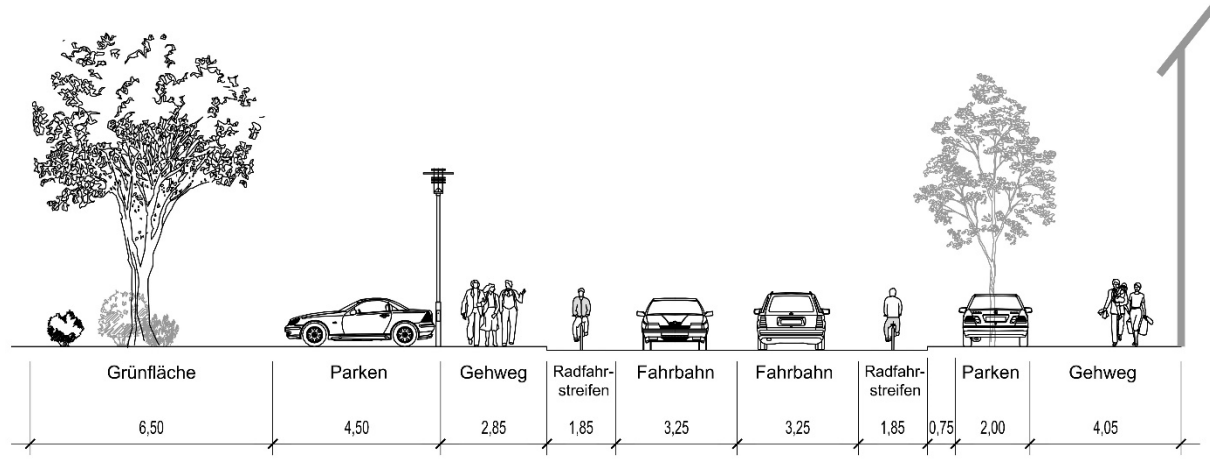 Grünfläche
Parken
Gehweg
Radfahr-
streifen
Fahrbahn
Fahrbahn
Radfahr-
streifen
Parken
Gehweg
6,50
4,50
2,85
1,85
3,25
3,25
1,85
0,75
2,00
4,05